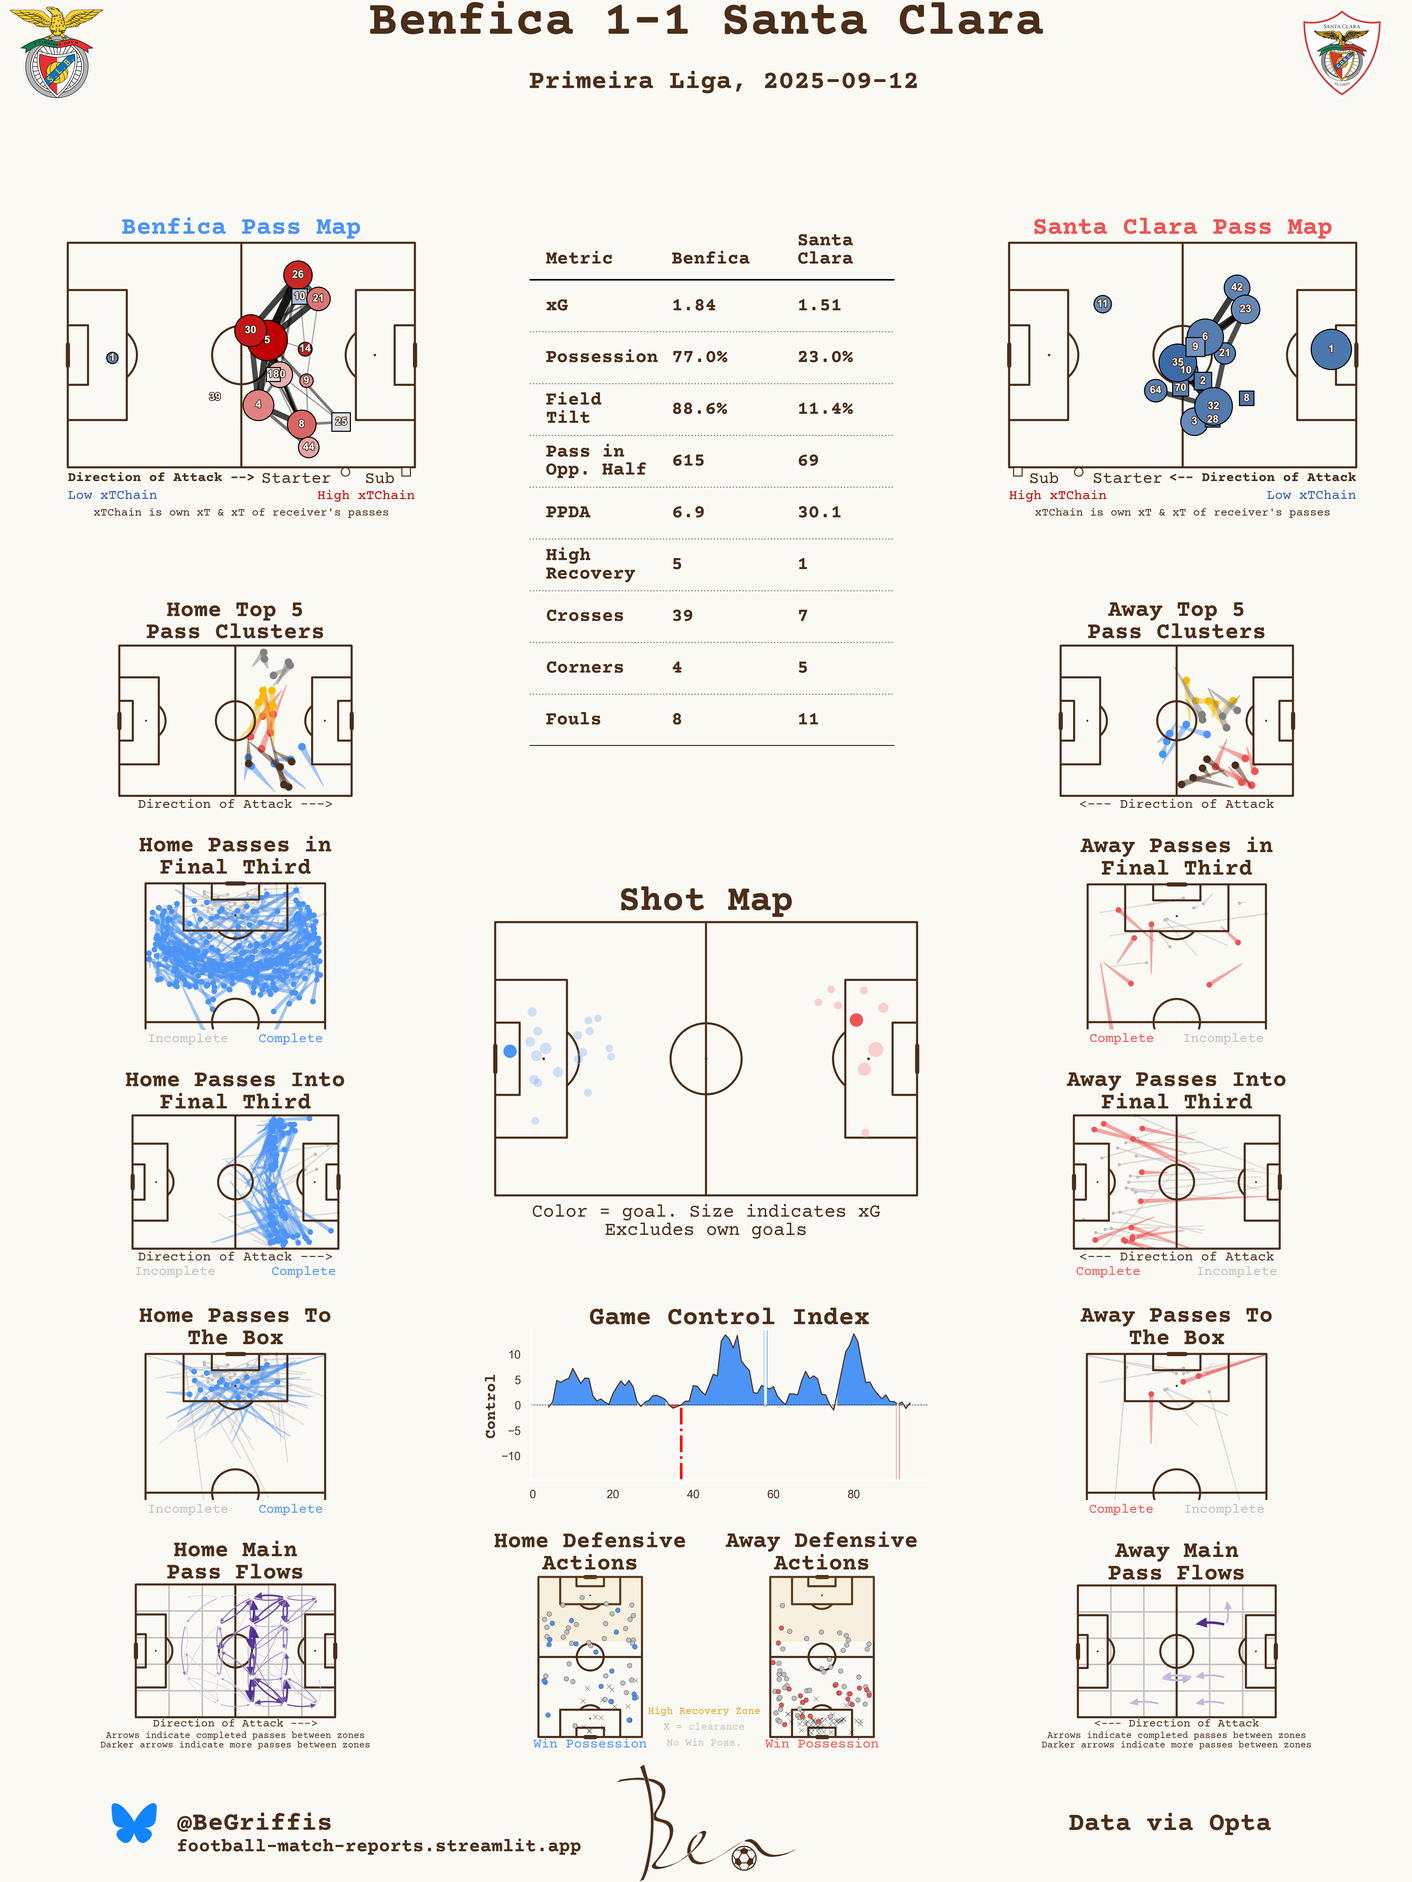 Benfica 1-1 Santa Clara
Primeira Liga, 2025-09-12
SANTA CLARA
AÇORES
Benfica Pass Map
26
10
21
30
5
14
1
18
9
39
4
8
25
44
Direction of Attack --> Starter Sub
Low xTChain High xTChain
xTChain is own xT & xT of receiver's passes
Metric Benfica Santa Clara
xG 1.84 1.51
Possession 77.0% 23.0%
Field Tilt 88.6% 11.4%
Pass in Opp. Half 615 69
PPDA 6.9 30.1
High Recovery 5 1
Crosses 39 7
Corners 4 5
Fouls 8 11
Santa Clara Pass Map
42
11
23
6
9
21
1
35
10
2
64
70
8
32
3
28
Sub Starter <-- Direction of Attack
High xTChain Low xTChain
xTChain is own xT & xT of receiver's passes
Home Top 5
Pass Clusters
Direction of Attack --->
Away Top 5
Pass Clusters
<--- Direction of Attack
Home Passes in
Final Third
Incomplete Complete
Shot Map
Color = goal. Size indicates xG
Excludes own goals
Away Passes in
Final Third
Complete Incomplete
Home Passes Into
Final Third
Direction of Attack --->
Incomplete Complete
Away Passes Into
Final Third
<--- Direction of Attack
Complete Incomplete
Home Passes To
The Box
Incomplete Complete
Game Control Index
Control
10
5
0
−5
−10
0 20 40 60 80
Away Passes To
The Box
Complete Incomplete
Home Main
Pass Flows
Direction of Attack --->
Arrows indicate completed passes between zones
Darker arrows indicate more passes between zones
Home Defensive
Actions
Win Possession
High Recovery Zone
X = clearance
No Win Poss.
Away Defensive
Actions
Win Possession
Away Main
Pass Flows
<--- Direction of Attack
Arrows indicate completed passes between zones
Darker arrows indicate more passes between zones
@BeGriffis
football-match-reports.streamlit.app
Ben
Data via Opta